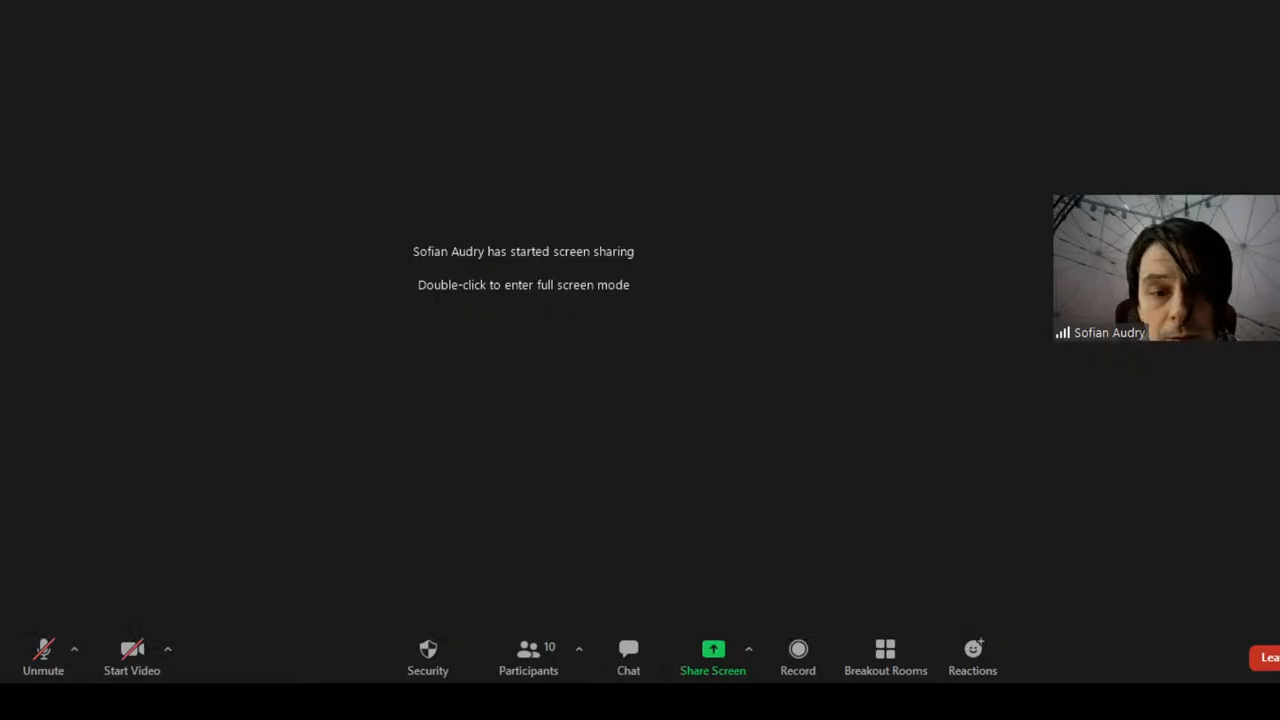 Sofian Audry has started screen sharing
Double-click to enter full screen mode
Sofian Audry
Unmute
Start Video
Security
10
Participants
Chat
Share Screen
Record
Breakout Rooms
Reactions
Lea